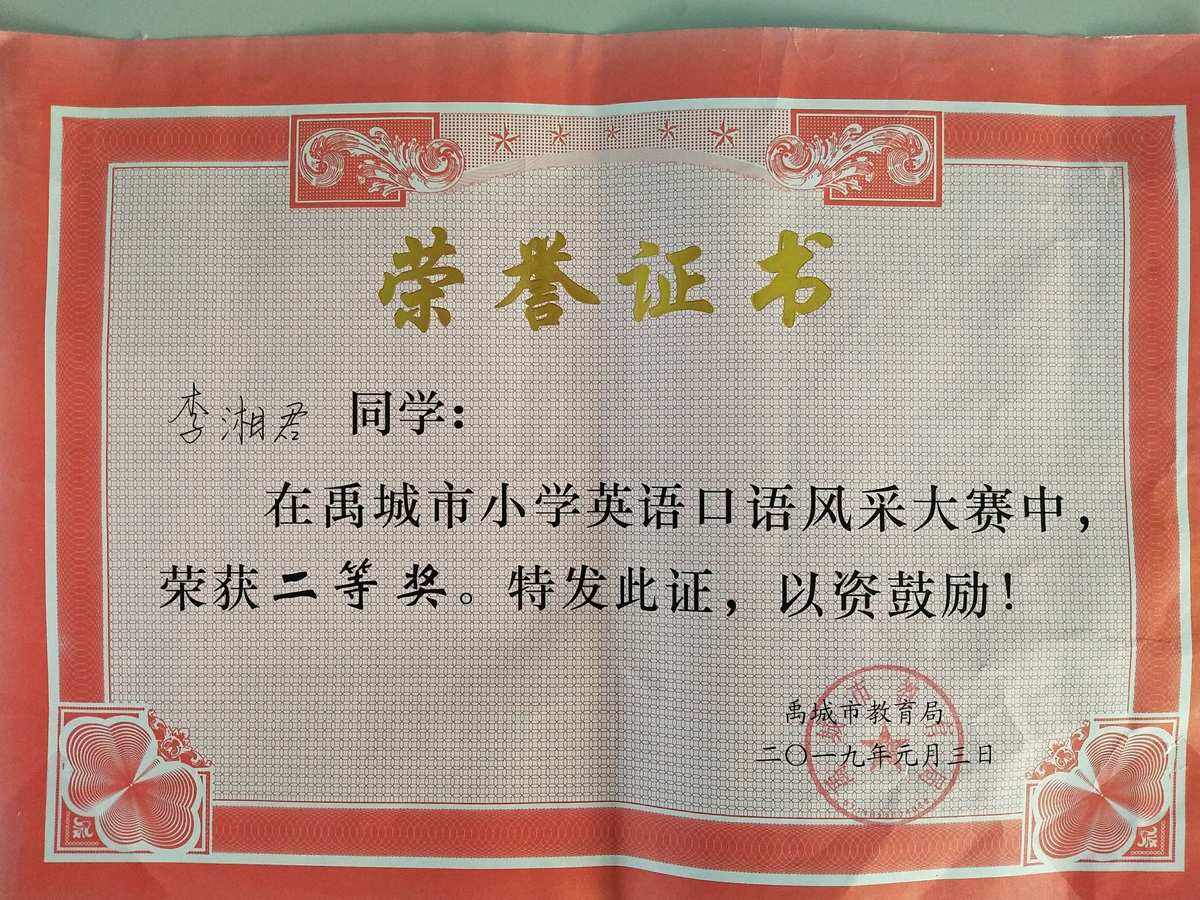 荣誉证书
李湘君 同学：
在禹城市小学英语口语风采大赛中，
荣获二等奖。特发此证，以资鼓励！
禹城市教育局
二〇一九年元月三日